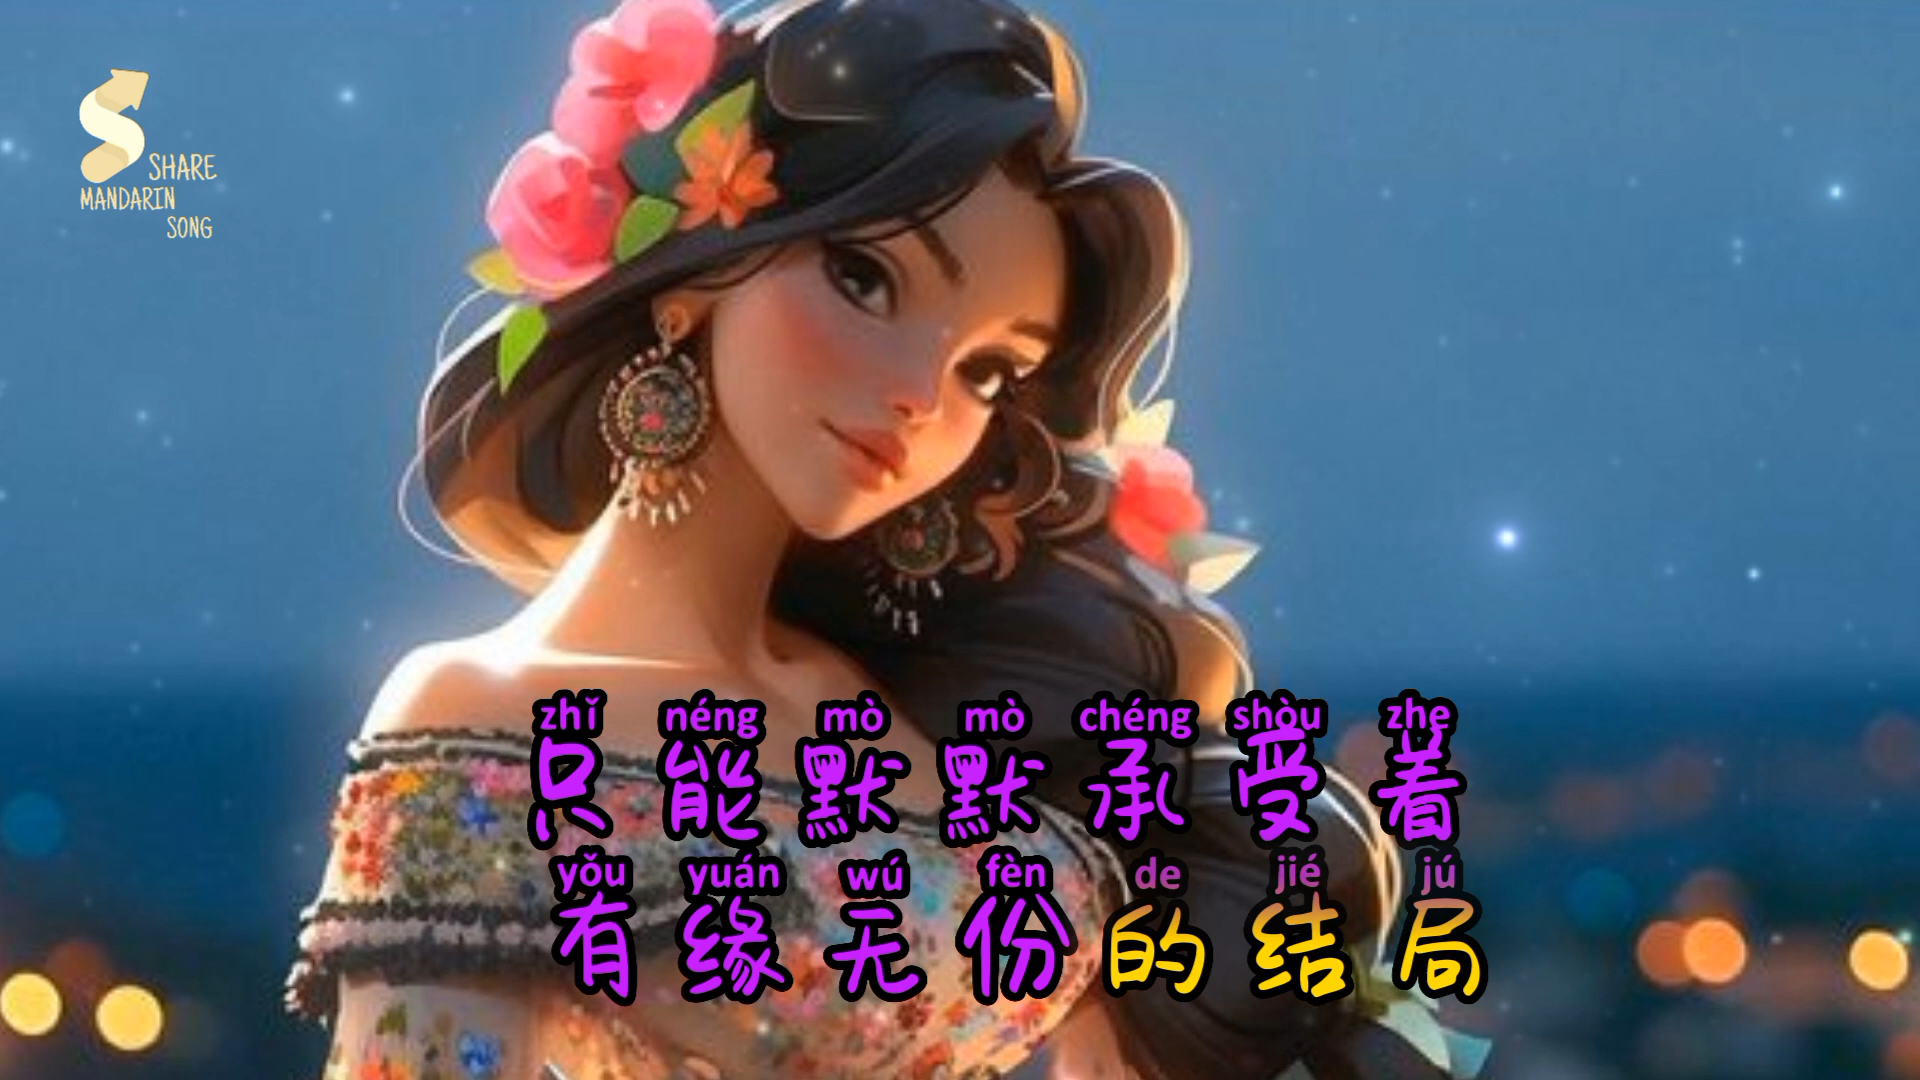 SHARE
MANDARIN
SONG
zhǐ néng mò mò chéng shòu zhe
只能默默承受着
yǒu yuán wú fèn de jié jú
有缘无份的结局